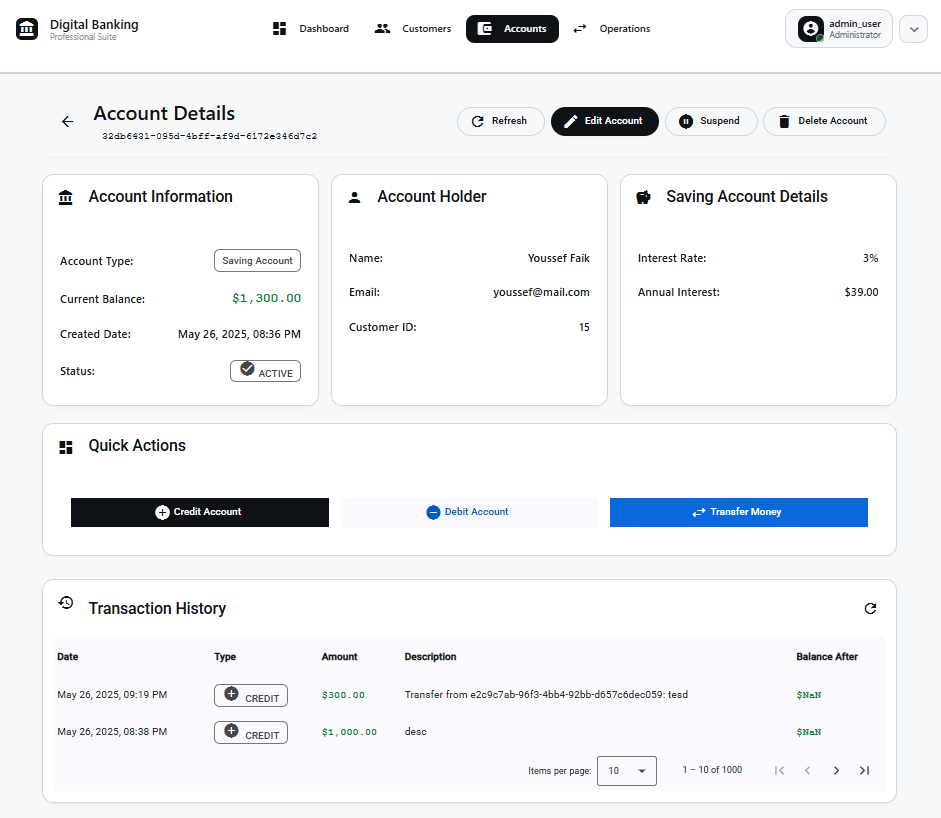 Digital Banking
Professional Suite
Dashboard
Customers
Accounts
Operations
admin_user
Administrator
Account Details
32db6431-095d-4bff-af9d-6172e346d7c2
Refresh
Edit Account
Suspend
Delete Account
Account Information
Account Type: Saving Account
Current Balance: $1,300.00
Created Date: May 26, 2025, 08:36 PM
Status: ACTIVE
Account Holder
Name: Youssef Faik
Email: youssef@mail.com
Customer ID: 15
Saving Account Details
Interest Rate: 3%
Annual Interest: $39.00
Quick Actions
Credit Account
Debit Account
Transfer Money
Transaction History
Date Type Amount Description Balance After
May 26, 2025, 09:19 PM CREDIT $300.00 Transfer from e2c9c7ab-96f3-4bb4-92bb-d657c6dec059: tesd $NaN
May 26, 2025, 08:38 PM CREDIT $1,000.00 desc $NaN
Items per page: 10 1 – 10 of 1000